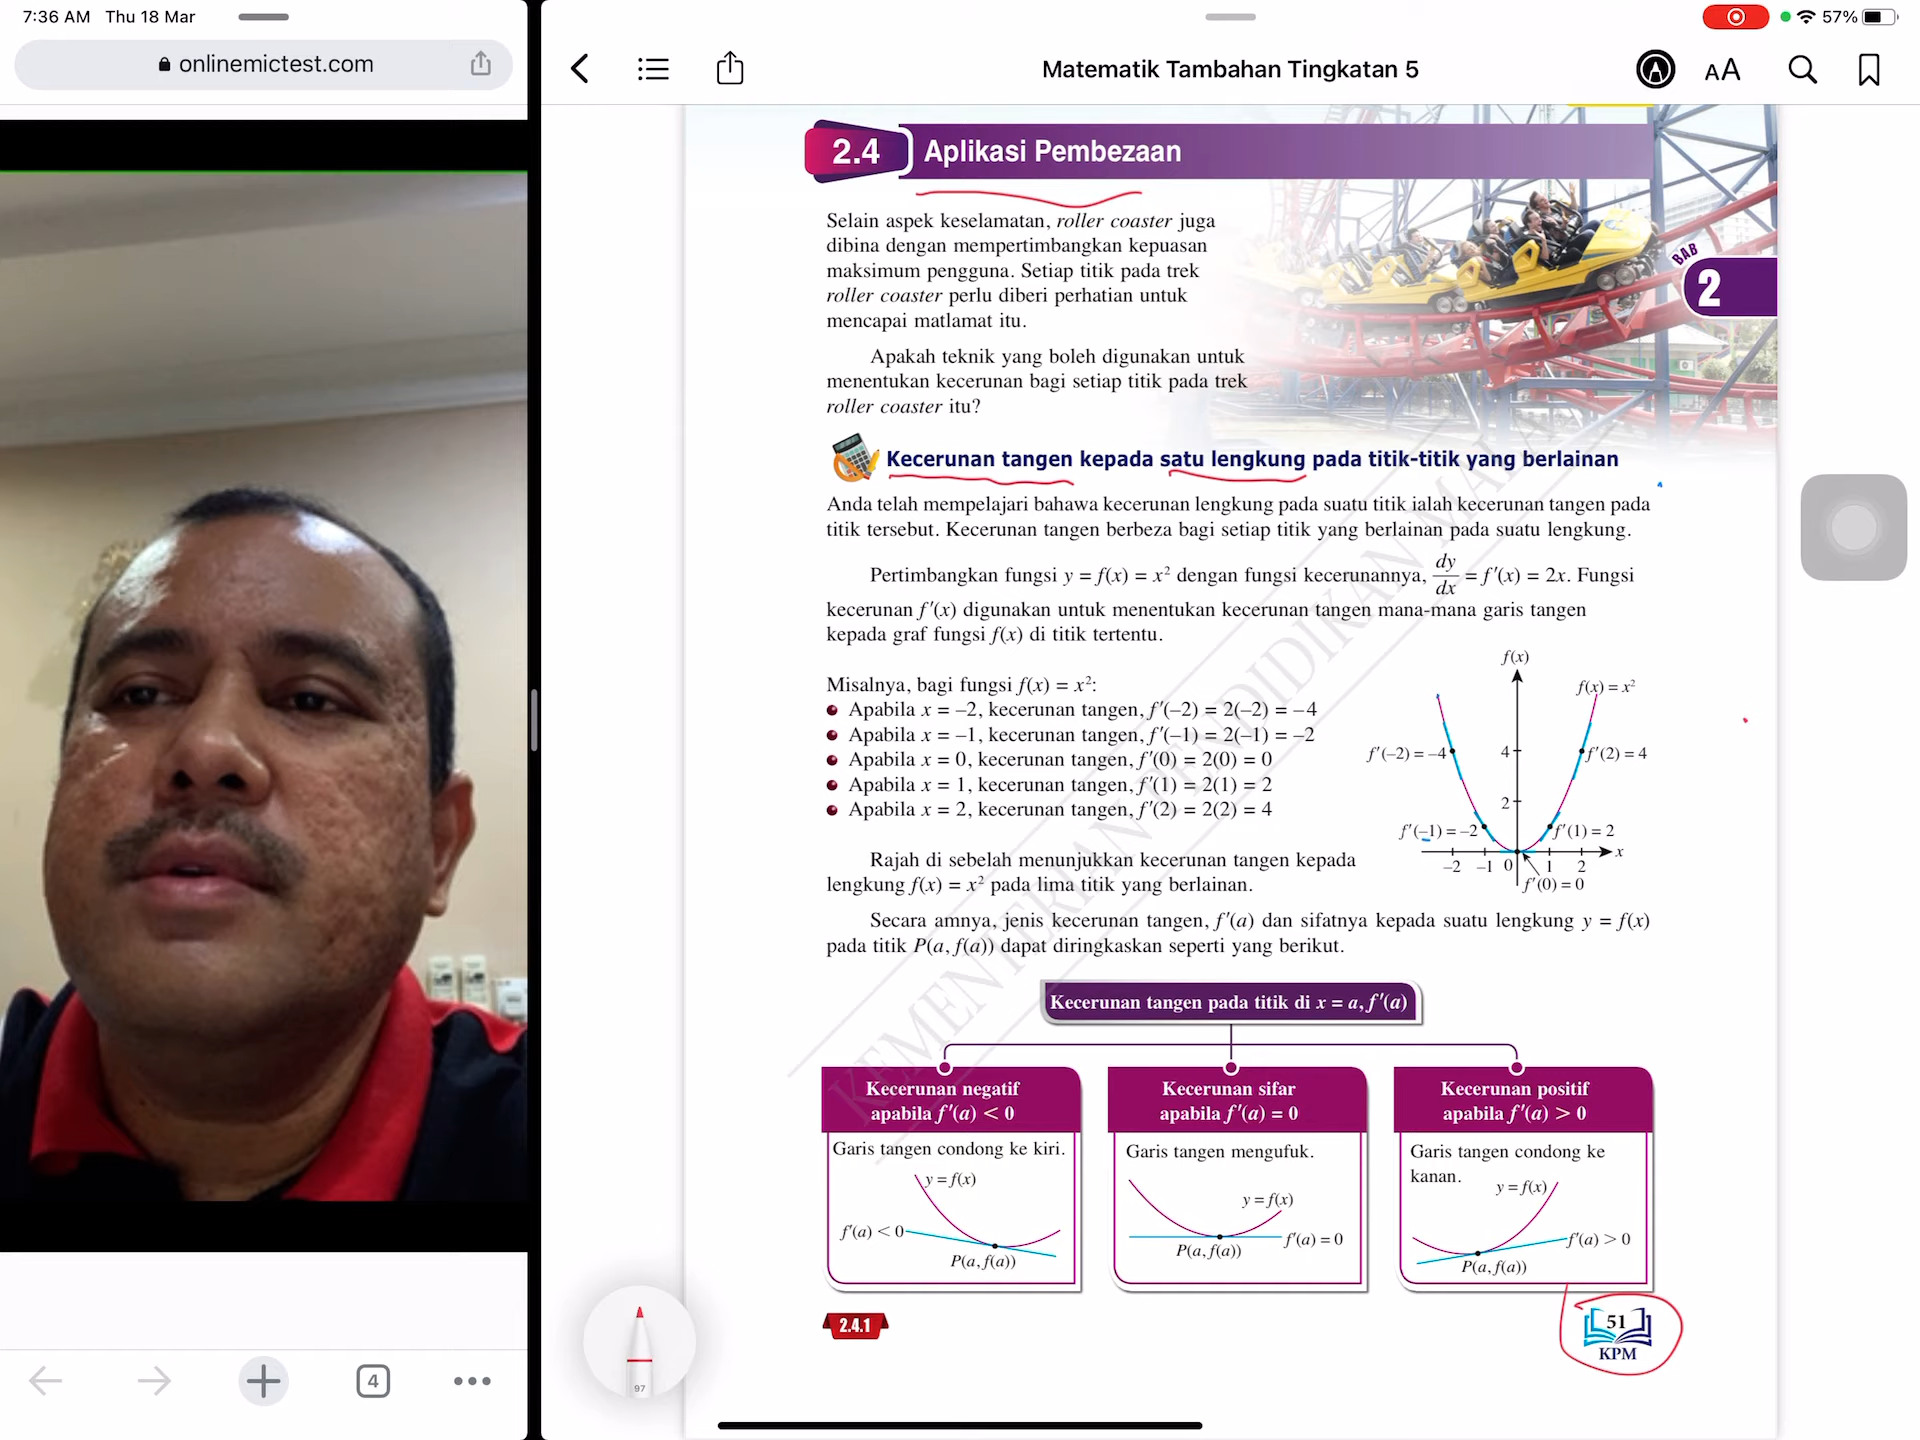 7:36 AM Thu 18 Mar
onlinemictest.com
4
57%
Matematik Tambahan Tingkatan 5
AA
2.4 Aplikasi Pembezaan
BAB
2
Selain aspek keselamatan, roller coaster juga
dibina dengan mempertimbangkan kepuasan
maksimum pengguna. Setiap titik pada trek
roller coaster perlu diberi perhatian untuk
mencapai matlamat itu.
Apakah teknik yang boleh digunakan untuk
menentukan kecerunan bagi setiap titik pada trek
roller coaster itu?
Kecerunan tangen kepada satu lengkung pada titik-titik yang berlainan
Anda telah mempelajari bahawa kecerunan lengkung pada suatu titik ialah kecerunan tangen pada
titik tersebut. Kecerunan tangen berbeza bagi setiap titik yang berlainan pada suatu lengkung.
Pertimbangkan fungsi y = f(x) = x² dengan fungsi kecerunannya, dy/dx = f′(x) = 2x. Fungsi
kecerunan f′(x) digunakan untuk menentukan kecerunan tangen mana-mana garis tangen
kepada graf fungsi f(x) di titik tertentu.
Misalnya, bagi fungsi f(x) = x²:
• Apabila x = –2, kecerunan tangen, f′(–2) = 2(–2) = –4
• Apabila x = –1, kecerunan tangen, f′(–1) = 2(–1) = –2
• Apabila x = 0, kecerunan tangen, f′(0) = 2(0) = 0
• Apabila x = 1, kecerunan tangen, f′(1) = 2(1) = 2
• Apabila x = 2, kecerunan tangen, f′(2) = 2(2) = 4
f(x)
f(x) = x²
f′(–2) = –4
4
f′(2) = 4
2
f′(–1) = –2
f′(1) = 2
x
–2 –1 0 1 2
f′(0) = 0
Rajah di sebelah menunjukkan kecerunan tangen kepada
lengkung f(x) = x² pada lima titik yang berlainan.
Secara amnya, jenis kecerunan tangen, f′(a) dan sifatnya kepada suatu lengkung y = f(x)
pada titik P(a, f(a)) dapat diringkaskan seperti yang berikut.
Kecerunan tangen pada titik di x = a, f′(a)
Kecerunan negatif
apabila f′(a) < 0
Garis tangen condong ke kiri.
y = f(x)
f′(a) < 0
P(a, f(a))
Kecerunan sifar
apabila f′(a) = 0
Garis tangen mengufuk.
y = f(x)
f′(a) = 0
P(a, f(a))
Kecerunan positif
apabila f′(a) > 0
Garis tangen condong ke
kanan.
y = f(x)
f′(a) > 0
P(a, f(a))
2.4.1
51
KPM
97
KEMENTERIAN PENDIDIKAN MALA